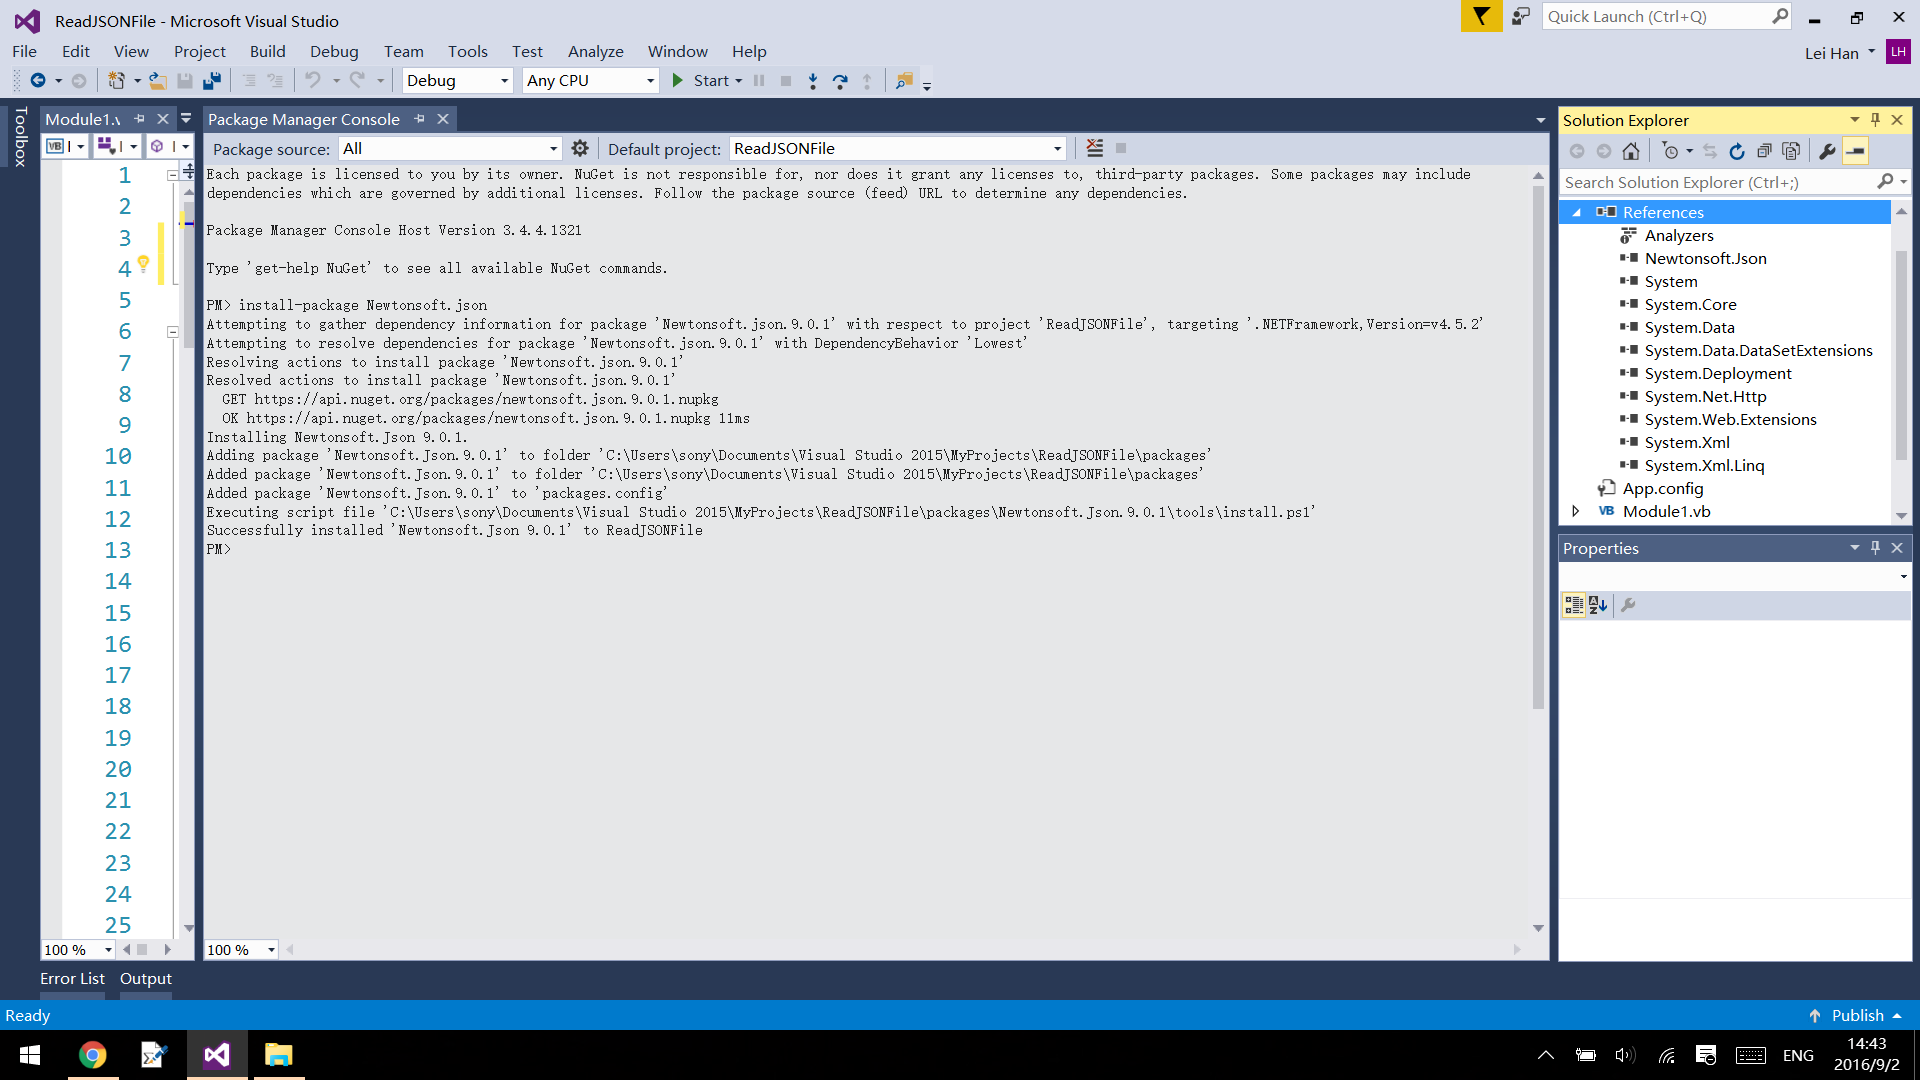 ReadJSONFile - Microsoft Visual Studio
Quick Launch (Ctrl+Q)
File Edit View Project Build Debug Team Tools Test Analyze Window Help
Lei Han LH
Debug Any CPU Start
Toolbox
Module1.v
Package Manager Console
Package source: All Default project: ReadJSONFile
Each package is licensed to you by its owner. NuGet is not responsible for, nor does it grant any licenses to, third-party packages. Some packages may include
dependencies which are governed by additional licenses. Follow the package source (feed) URL to determine any dependencies.
Package Manager Console Host Version 3.4.4.1321
Type 'get-help NuGet' to see all available NuGet commands.
PM> install-package Newtonsoft.json
Attempting to gather dependency information for package 'Newtonsoft.json.9.0.1' with respect to project 'ReadJSONFile', targeting '.NETFramework,Version=v4.5.2'
Attempting to resolve dependencies for package 'Newtonsoft.json.9.0.1' with DependencyBehavior 'Lowest'
Resolving actions to install package 'Newtonsoft.json.9.0.1'
Resolved actions to install package 'Newtonsoft.json.9.0.1'
GET https://api.nuget.org/packages/newtonsoft.json.9.0.1.nupkg
OK https://api.nuget.org/packages/newtonsoft.json.9.0.1.nupkg 11ms
Installing Newtonsoft.Json 9.0.1.
Adding package 'Newtonsoft.Json.9.0.1' to folder 'C:\Users\sony\Documents\Visual Studio 2015\MyProjects\ReadJSONFile\packages'
Added package 'Newtonsoft.Json.9.0.1' to folder 'C:\Users\sony\Documents\Visual Studio 2015\MyProjects\ReadJSONFile\packages'
Added package 'Newtonsoft.Json.9.0.1' to 'packages.config'
Executing script file 'C:\Users\sony\Documents\Visual Studio 2015\MyProjects\ReadJSONFile\packages\Newtonsoft.Json.9.0.1\tools\install.ps1'
Successfully installed 'Newtonsoft.Json 9.0.1' to ReadJSONFile
PM>
1
2
3
4
5
6
7
8
9
10
11
12
13
14
15
16
17
18
19
20
21
22
23
24
25
100 %
100 %
Solution Explorer
Search Solution Explorer (Ctrl+;)
References
Analyzers
Newtonsoft.Json
System
System.Core
System.Data
System.Data.DataSetExtensions
System.Deployment
System.Net.Http
System.Web.Extensions
System.Xml
System.Xml.Linq
App.config
VB Module1.vb
Properties
Error List Output
Ready
Publish
ENG
14:43
2016/9/2